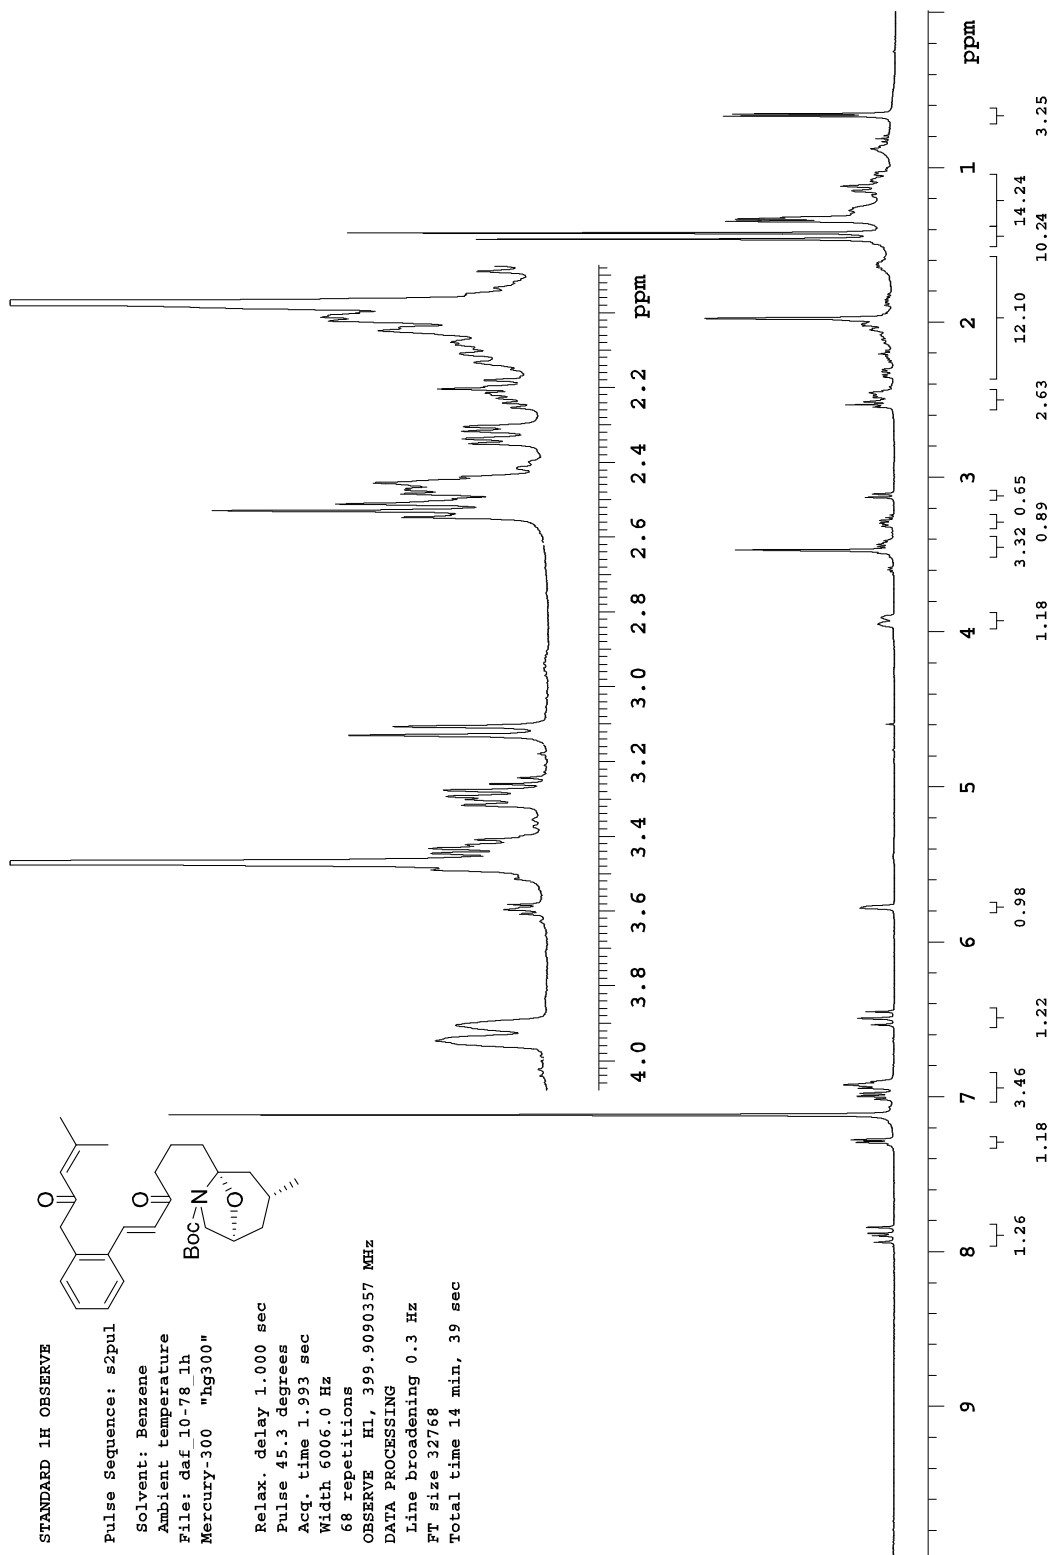 STANDARD 1H OBSERVE
Pulse Sequence: s2pul
Solvent: Benzene
Ambient temperature
File: daf_10-78_1h
Mercury-300 "hg300"
Relax. delay 1.000 sec
Pulse 45.3 degrees
Acq. time 1.993 sec
Width 6006.0 Hz
68 repetitions
OBSERVE H1, 399.9090357 MHz
DATA PROCESSING
Line broadening 0.3 Hz
FT size 32768
Total time 14 min, 39 sec
O
O
Boc
N
O
4.0 3.8 3.6 3.4 3.2 3.0 2.8 2.6 2.4 2.2 ppm
9 8 7 6 5 4 3 2 1 ppm
1.26 1.18 3.46 1.22 0.98 1.18 3.32 0.89 0.65 2.63 12.10 10.24 14.24 3.25